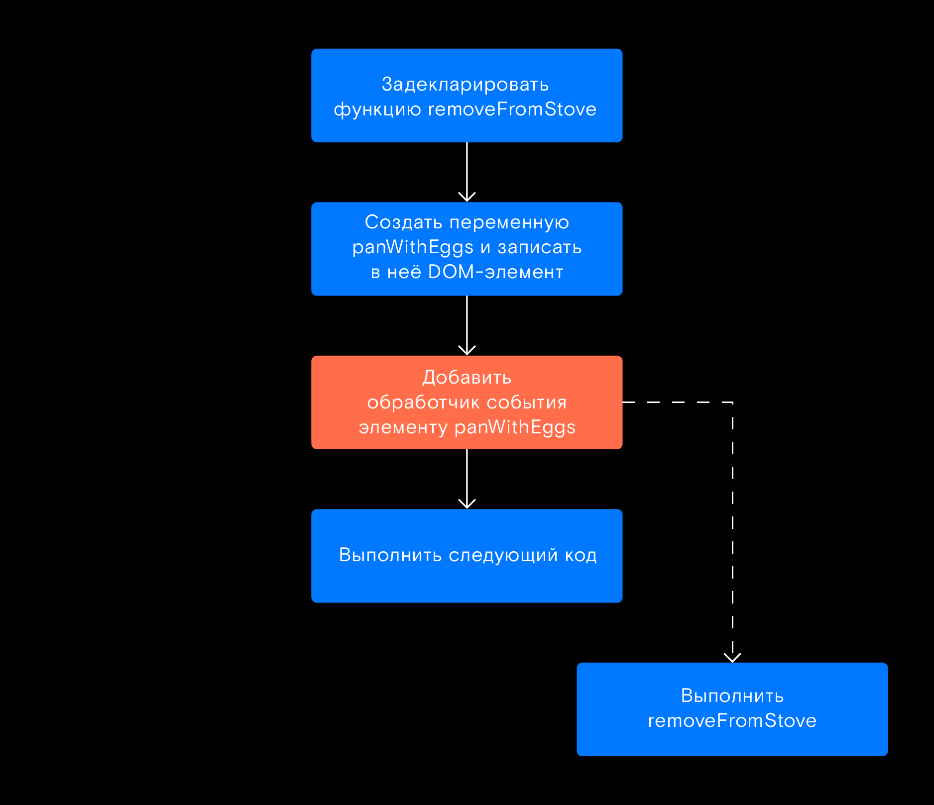 Задекларировать
функцию removeFromStove
Создать переменную
panWithEggs и записать
в неё DOM-элемент
Добавить
обработчик события
элементу panWithEggs
Выполнить следующий код
Выполнить
removeFromStove